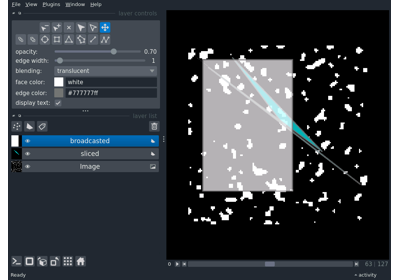 File View Plugins Window Help
layer controls
opacity: 0.70
edge width: 1
blending: translucent
face color: white
edge color: #777777ff
display text:
layer list
broadcasted
sliced
Image
63 127
Ready
activity